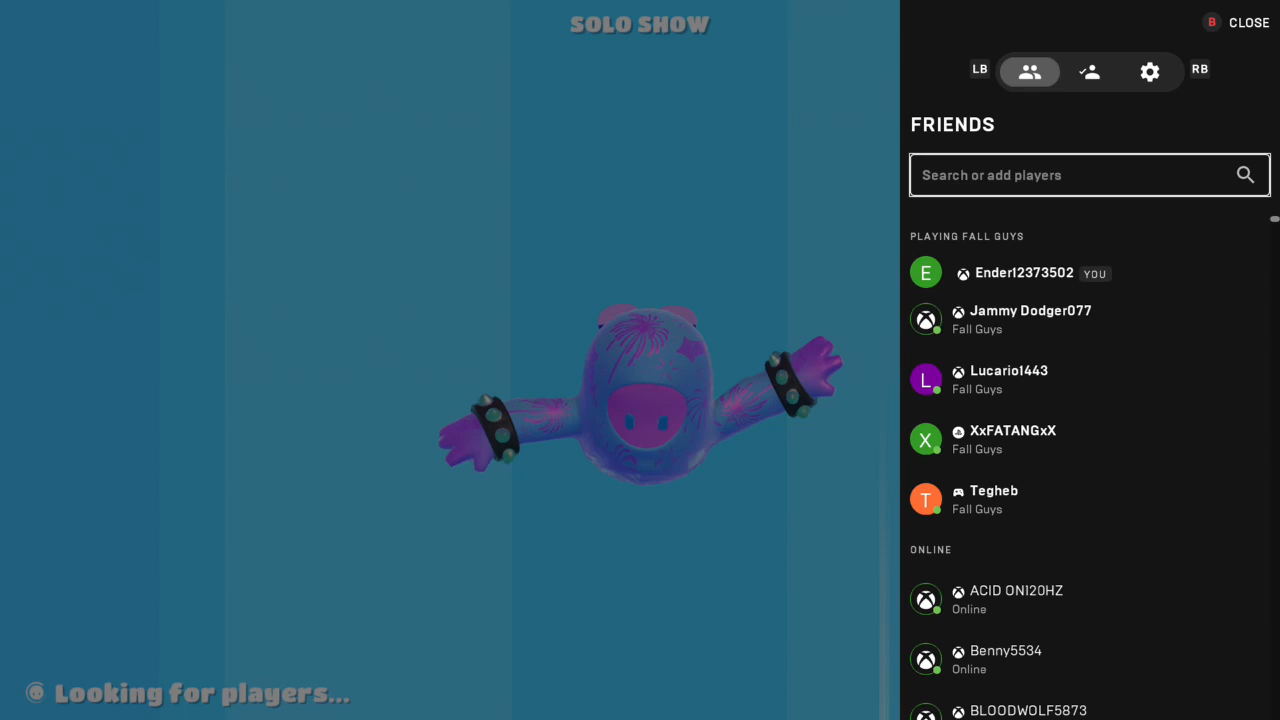 SOLO SHOW
B CLOSE
LB RB
FRIENDS
Search or add players
PLAYING FALL GUYS
E Ender12373502 YOU
Jammy Dodger077
Fall Guys
L Lucario1443
Fall Guys
X XxFATANGxX
Fall Guys
T Tegheb
Fall Guys
ONLINE
ACID ON120HZ
Online
Benny5534
Online
BLOODWOLF5873
Looking for players...